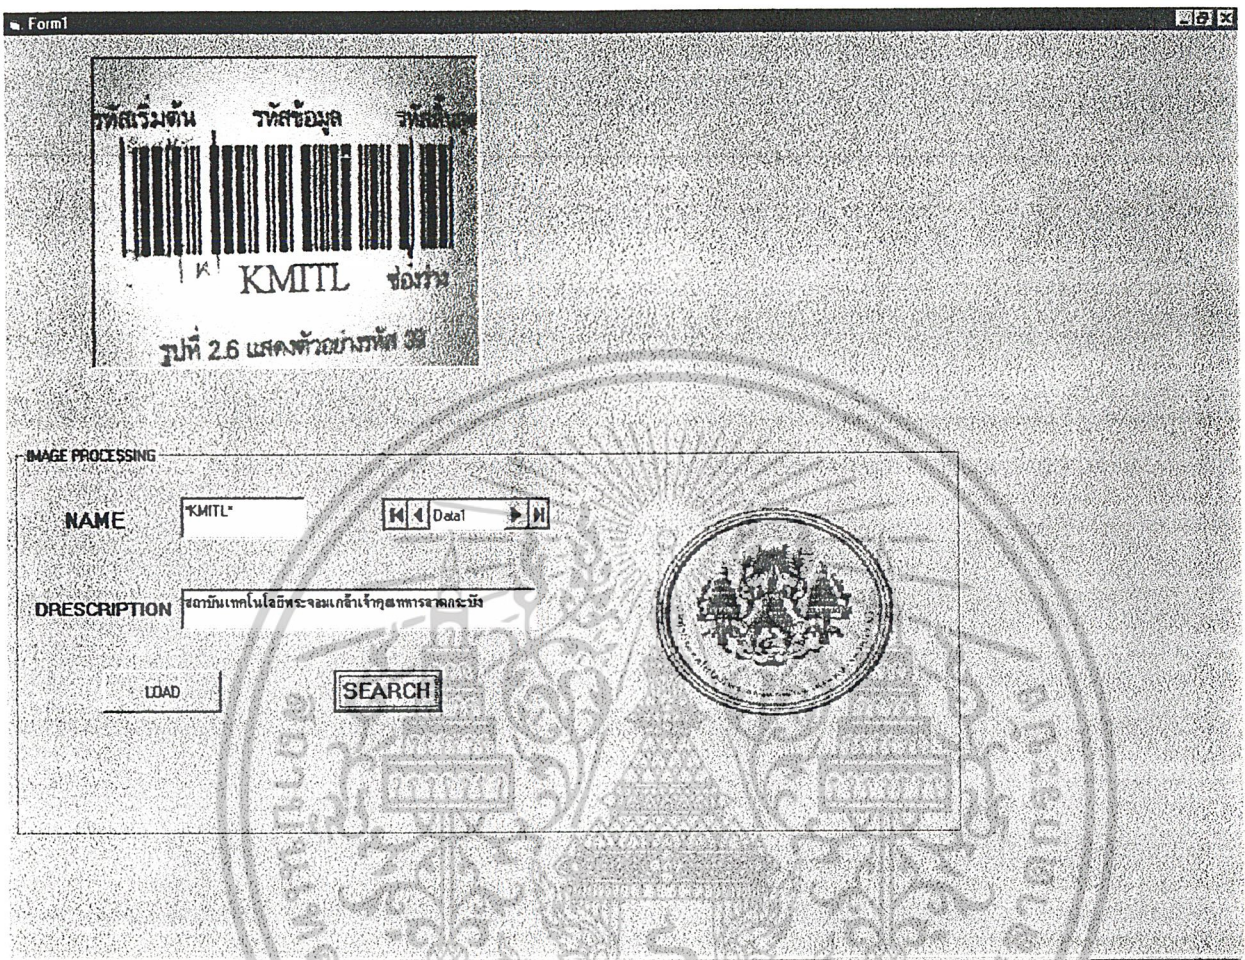 Form1
รหัสเริ่มต้น รหัสข้อมูล
KMITL ช่องว่าง
รูปที่ 2.6 แสดงตัวอย่างรหัส 39
IMAGE PROCESSING
NAME *KMITL* Data1
DRESCRIPTION สถาบันเทคโนโลยีพระจอมเกล้าเจ้าคุณทหารลาดกระบัง
LOAD SEARCH